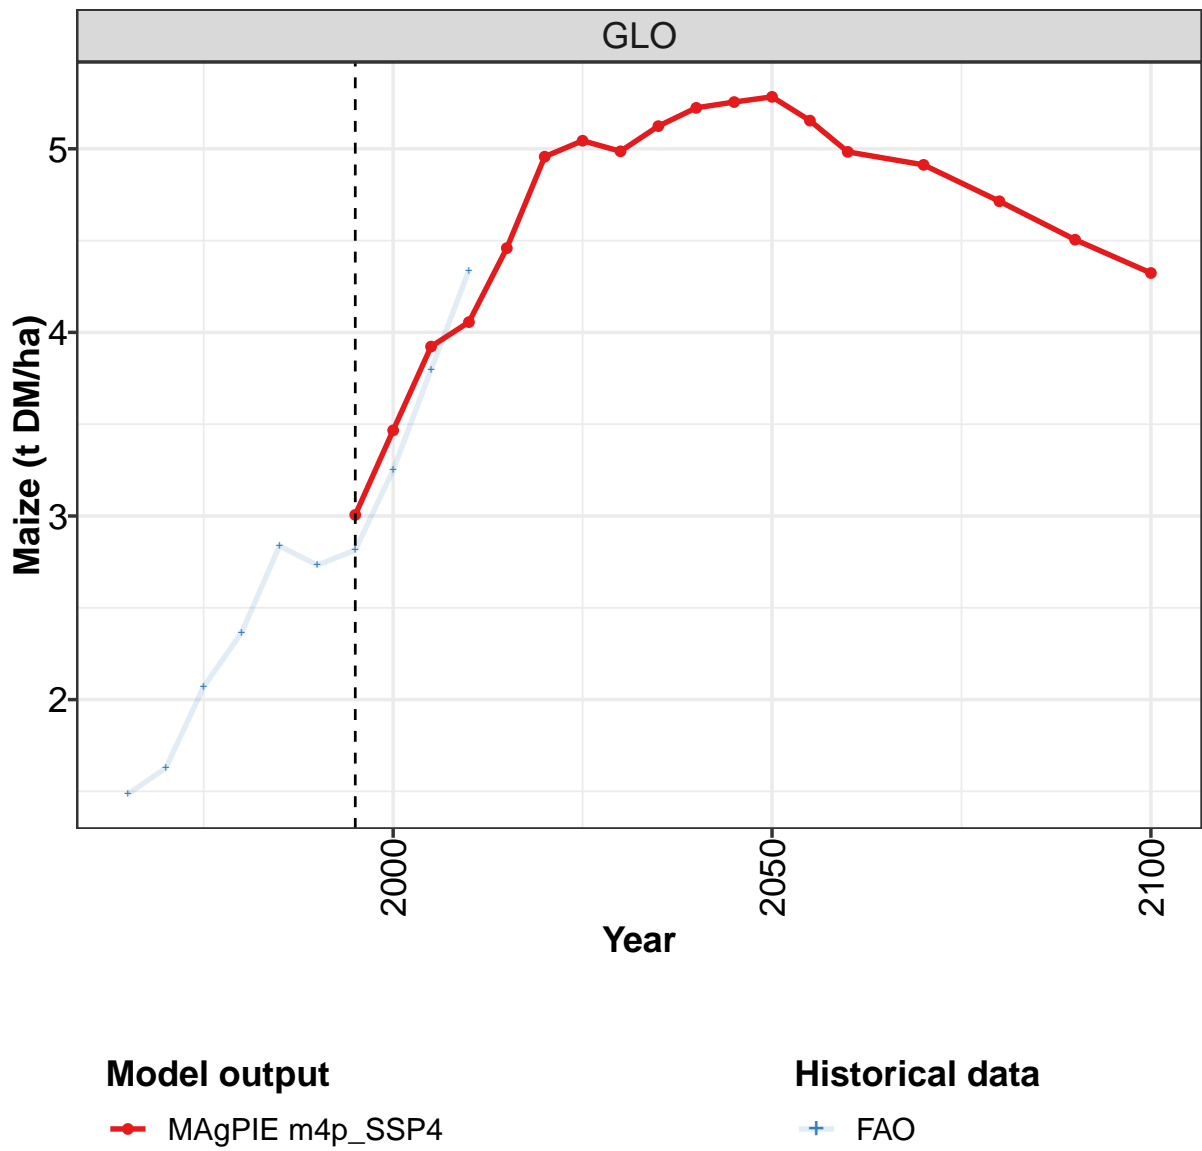 GLO
5
4
3
2
Maize (t DM/ha)
2000
2050
2100
Year
Model output
Historical data
MAgPIE m4p_SSP4
FAO